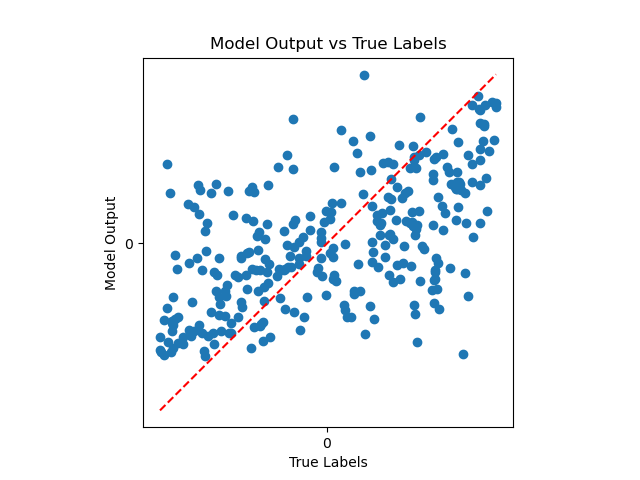 Model Output vs True Labels
Model Output
0
0
True Labels